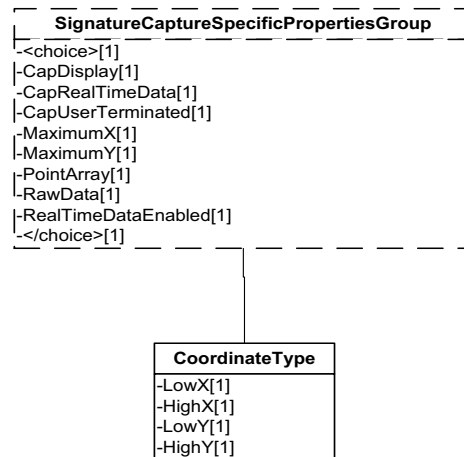 SignatureCaptureSpecificPropertiesGroup
-<choice>[1]
-CapDisplay[1]
-CapRealTimeData[1]
-CapUserTerminated[1]
-MaximumX[1]
-MaximumY[1]
-PointArray[1]
-RawData[1]
-RealTimeDataEnabled[1]
-</choice>[1]
CoordinateType
-LowX[1]
-HighX[1]
-LowY[1]
-HighY[1]